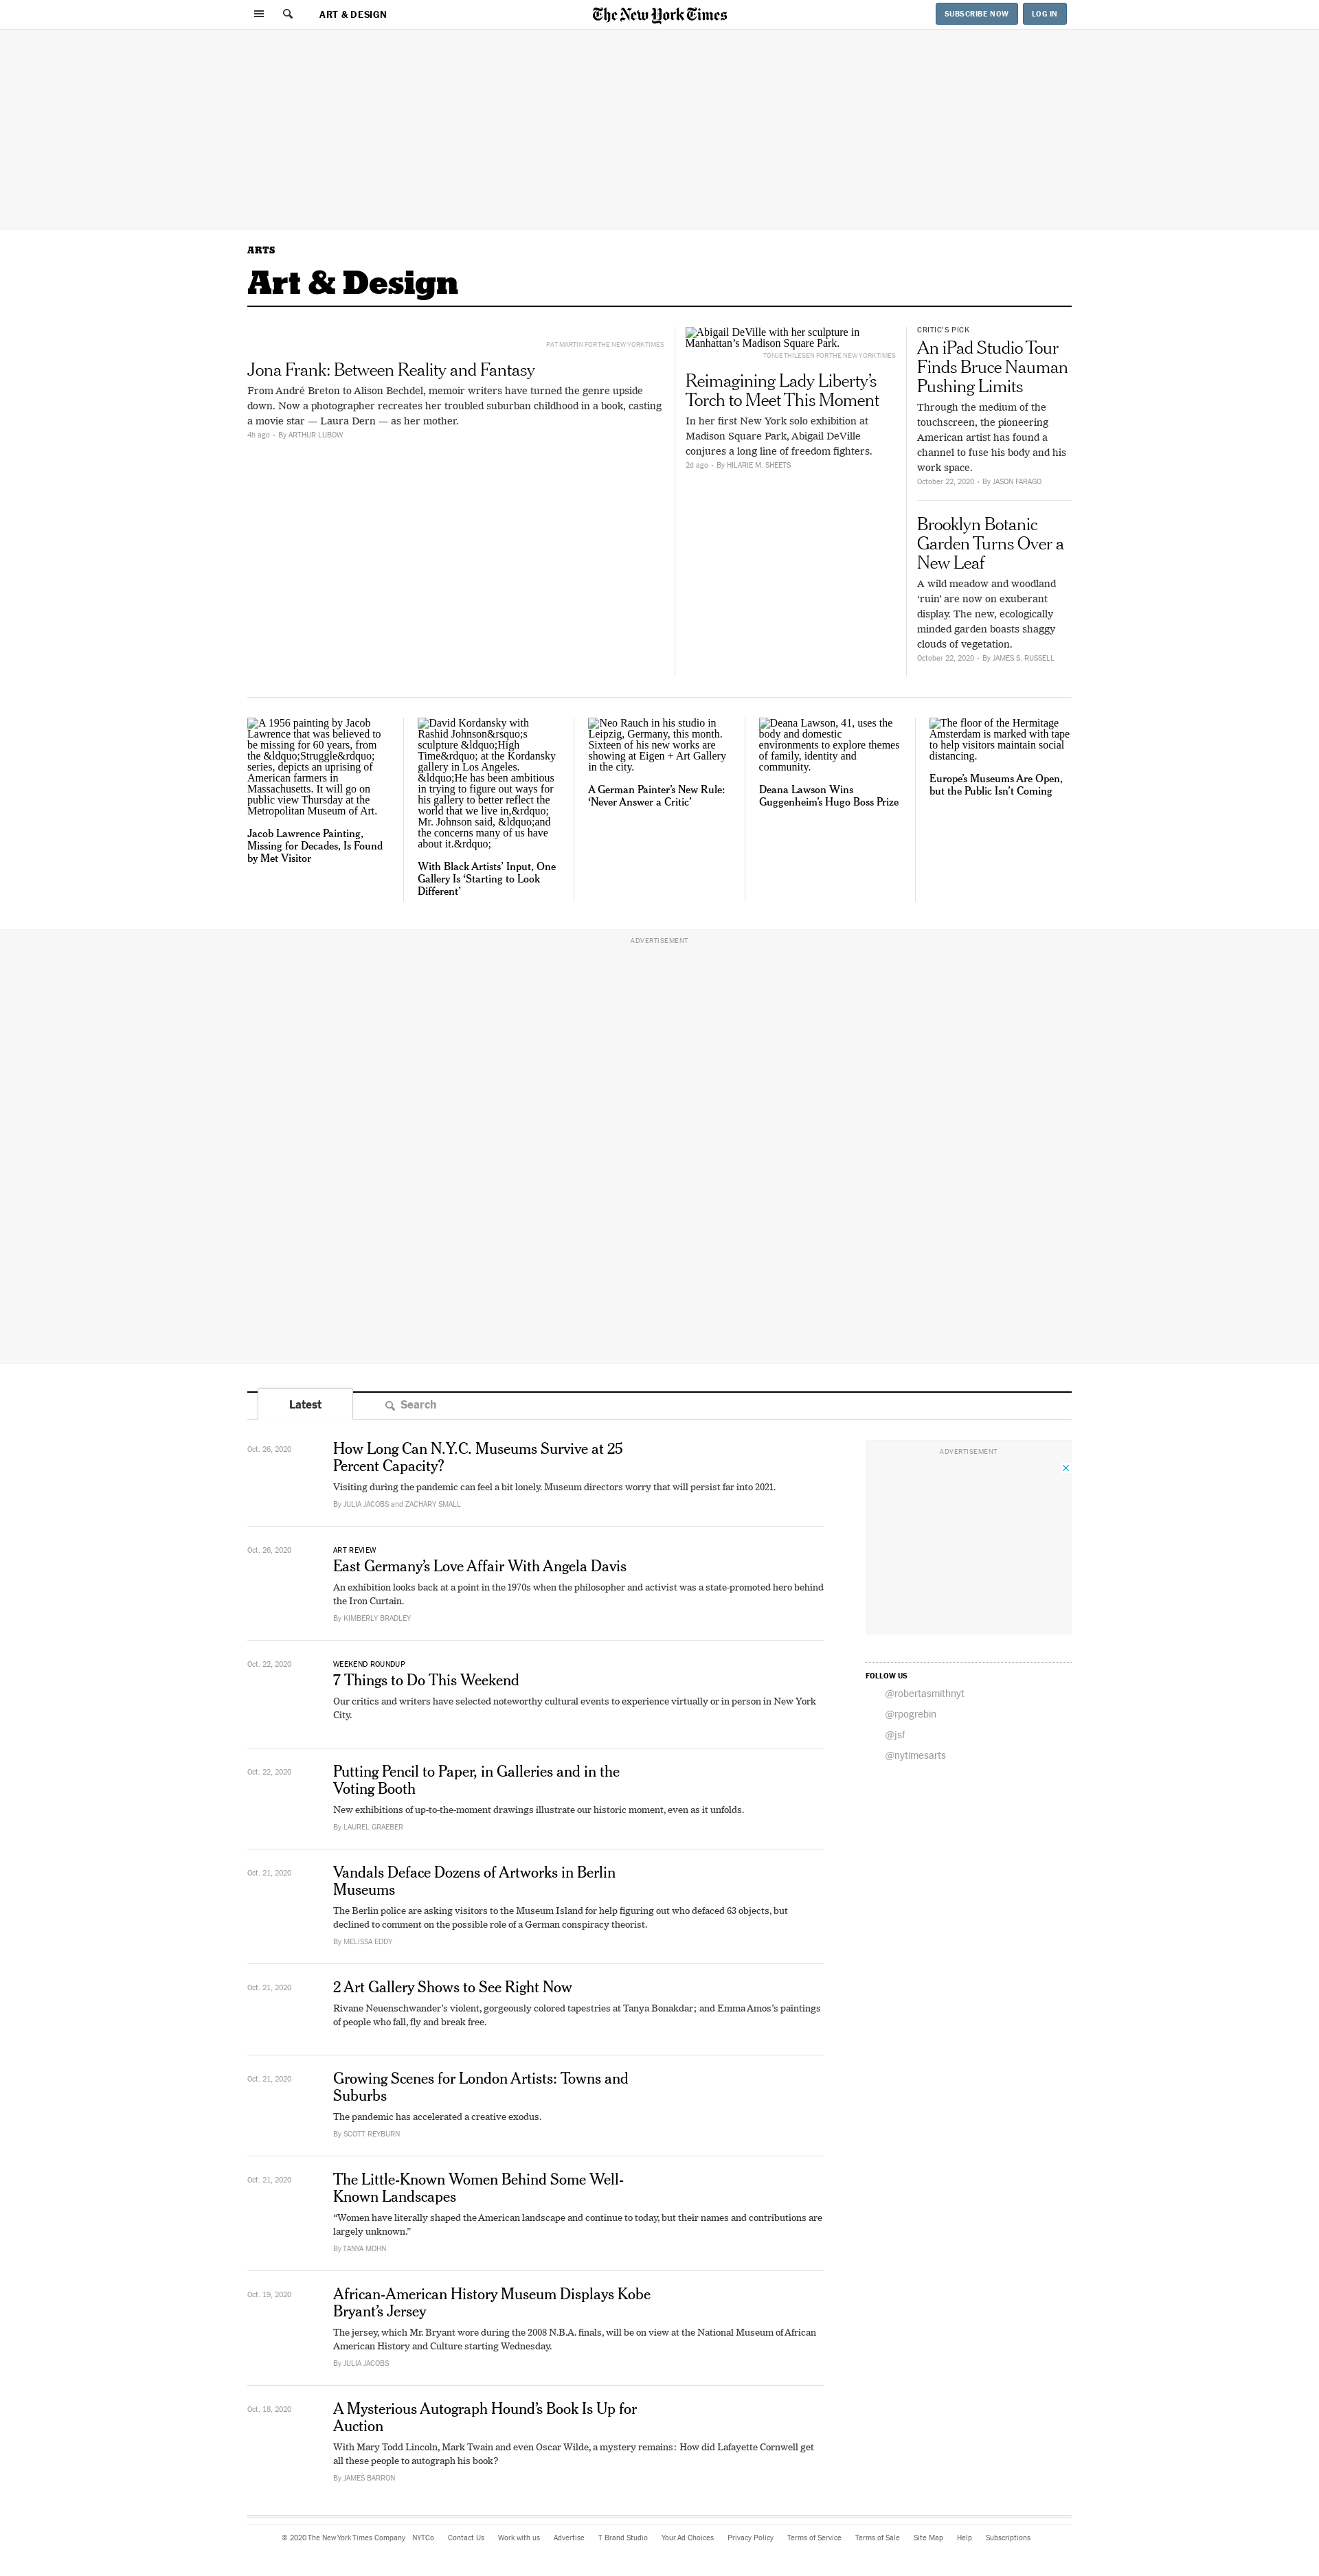 ART & DESIGN
The New York Times
SUBSCRIBE NOW
LOG IN
ARTS
Art & Design
PAT MARTIN FOR THE NEW YORK TIMES
Jona Frank: Between Reality and Fantasy
From André Breton to Alison Bechdel, memoir writers have turned the genre upside
down. Now a photographer recreates her troubled suburban childhood in a book, casting
a movie star — Laura Dern — as her mother.
4h ago • By ARTHUR LUBOW
Abigail DeVille with her sculpture in
Manhattan’s Madison Square Park.
TONJE THILESEN FOR THE NEW YORK TIMES
Reimagining Lady Liberty’s
Torch to Meet This Moment
In her first New York solo exhibition at
Madison Square Park, Abigail DeVille
conjures a long line of freedom fighters.
2d ago • By HILARIE M. SHEETS
CRITIC’S PICK
An iPad Studio Tour
Finds Bruce Nauman
Pushing Limits
Through the medium of the
touchscreen, the pioneering
American artist has found a
channel to fuse his body and his
work space.
October 22, 2020 • By JASON FARAGO
Brooklyn Botanic
Garden Turns Over a
New Leaf
A wild meadow and woodland
‘ruin’ are now on exuberant
display. The new, ecologically
minded garden boasts shaggy
clouds of vegetation.
October 22, 2020 • By JAMES S. RUSSELL
A 1956 painting by Jacob
Lawrence that was believed to
be missing for 60 years, from
the &ldquo;Struggle&rdquo;
series, depicts an uprising of
American farmers in
Massachusetts. It will go on
public view Thursday at the
Metropolitan Museum of Art.
Jacob Lawrence Painting,
Missing for Decades, Is Found
by Met Visitor
David Kordansky with
Rashid Johnson&rsquo;s
sculpture &ldquo;High
Time&rdquo; at the Kordansky
gallery in Los Angeles.
&ldquo;He has been ambitious
in trying to figure out ways for
his gallery to better reflect the
world that we live in,&rdquo;
Mr. Johnson said, &ldquo;and
the concerns many of us have
about it.&rdquo;
With Black Artists’ Input, One
Gallery Is ‘Starting to Look
Different’
Neo Rauch in his studio in
Leipzig, Germany, this month.
Sixteen of his new works are
showing at Eigen + Art Gallery
in the city.
A German Painter’s New Rule:
‘Never Answer a Critic’
Deana Lawson, 41, uses the
body and domestic
environments to explore themes
of family, identity and
community.
Deana Lawson Wins
Guggenheim’s Hugo Boss Prize
The floor of the Hermitage
Amsterdam is marked with tape
to help visitors maintain social
distancing.
Europe’s Museums Are Open,
but the Public Isn’t Coming
ADVERTISEMENT
Latest
Search
Oct. 26, 2020
How Long Can N.Y.C. Museums Survive at 25
Percent Capacity?
Visiting during the pandemic can feel a bit lonely. Museum directors worry that will persist far into 2021.
By JULIA JACOBS and ZACHARY SMALL
Oct. 26, 2020
ART REVIEW
East Germany’s Love Affair With Angela Davis
An exhibition looks back at a point in the 1970s when the philosopher and activist was a state-promoted hero behind
the Iron Curtain.
By KIMBERLY BRADLEY
Oct. 22, 2020
WEEKEND ROUNDUP
7 Things to Do This Weekend
Our critics and writers have selected noteworthy cultural events to experience virtually or in person in New York
City.
Oct. 22, 2020
Putting Pencil to Paper, in Galleries and in the
Voting Booth
New exhibitions of up-to-the-moment drawings illustrate our historic moment, even as it unfolds.
By LAUREL GRAEBER
Oct. 21, 2020
Vandals Deface Dozens of Artworks in Berlin
Museums
The Berlin police are asking visitors to the Museum Island for help figuring out who defaced 63 objects, but
declined to comment on the possible role of a German conspiracy theorist.
By MELISSA EDDY
Oct. 21, 2020
2 Art Gallery Shows to See Right Now
Rivane Neuenschwander’s violent, gorgeously colored tapestries at Tanya Bonakdar; and Emma Amos’s paintings
of people who fall, fly and break free.
Oct. 21, 2020
Growing Scenes for London Artists: Towns and
Suburbs
The pandemic has accelerated a creative exodus.
By SCOTT REYBURN
Oct. 21, 2020
The Little-Known Women Behind Some Well-
Known Landscapes
“Women have literally shaped the American landscape and continue to today, but their names and contributions are
largely unknown.”
By TANYA MOHN
Oct. 19, 2020
African-American History Museum Displays Kobe
Bryant’s Jersey
The jersey, which Mr. Bryant wore during the 2008 N.B.A. finals, will be on view at the National Museum of African
American History and Culture starting Wednesday.
By JULIA JACOBS
Oct. 18, 2020
A Mysterious Autograph Hound’s Book Is Up for
Auction
With Mary Todd Lincoln, Mark Twain and even Oscar Wilde, a mystery remains: How did Lafayette Cornwell get
all these people to autograph his book?
By JAMES BARRON
ADVERTISEMENT
FOLLOW US
@robertasmithnyt
@rpogrebin
@jsf
@nytimesarts
© 2020 The New York Times Company NYTCo Contact Us Work with us Advertise T Brand Studio Your Ad Choices Privacy Policy Terms of Service Terms of Sale Site Map Help Subscriptions